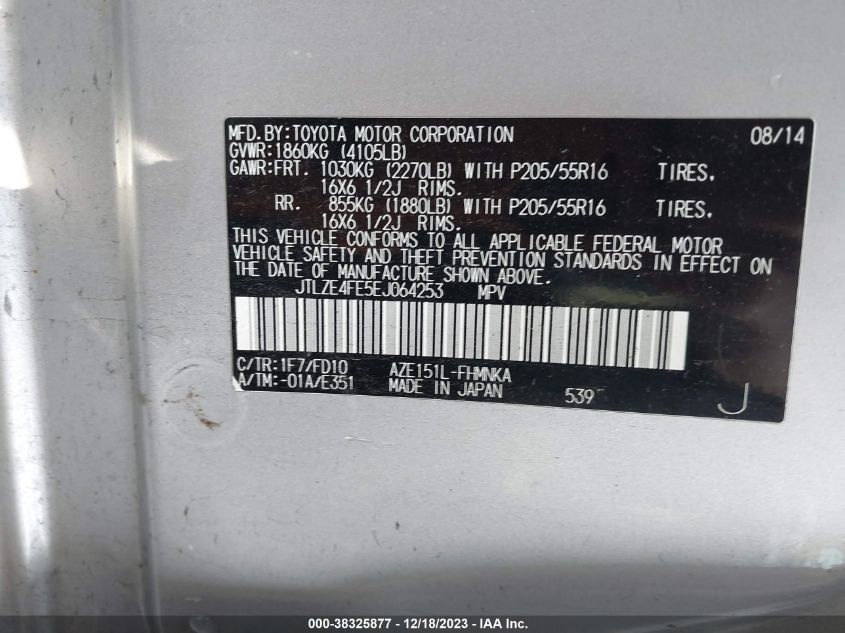 MFD.BY:TOYOTA MOTOR CORPORATION 08/14
GVWR:1860KG (4105LB)
GAWR:FRT. 1030KG (2270LB) WITH P205/55R16 TIRES.
16X6 1/2J RIMS.
RR. 855KG (1880LB) WITH P205/55R16 TIRES.
16X6 1/2J RIMS.
THIS VEHICLE CONFORMS TO ALL APPLICABLE FEDERAL MOTOR
VEHICLE SAFETY AND THEFT PREVENTION STANDARDS IN EFFECT ON
THE DATE OF MANUFACTURE SHOWN ABOVE.
JTLZE4FE5EJ064253 MPV
C/TR:1F7/FD10 AZE151L-FHMNKA
A/TM:-01A/E351 MADE IN JAPAN 539 J
000-38325877 - 12/18/2023 - IAA Inc.